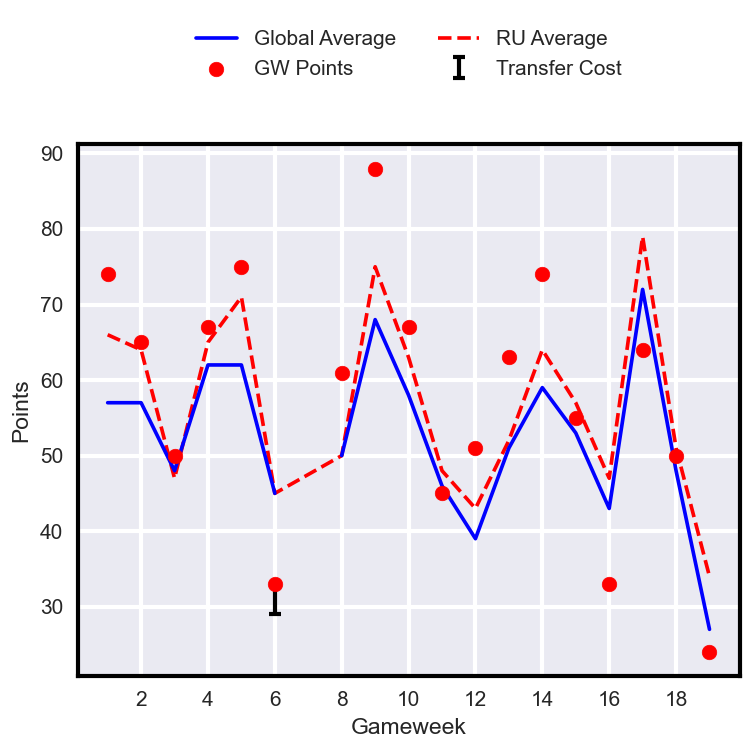 Global Average
RU Average
GW Points
Transfer Cost
90
80
70
60
50
40
30
Points
2 4 6 8 10 12 14 16 18
Gameweek